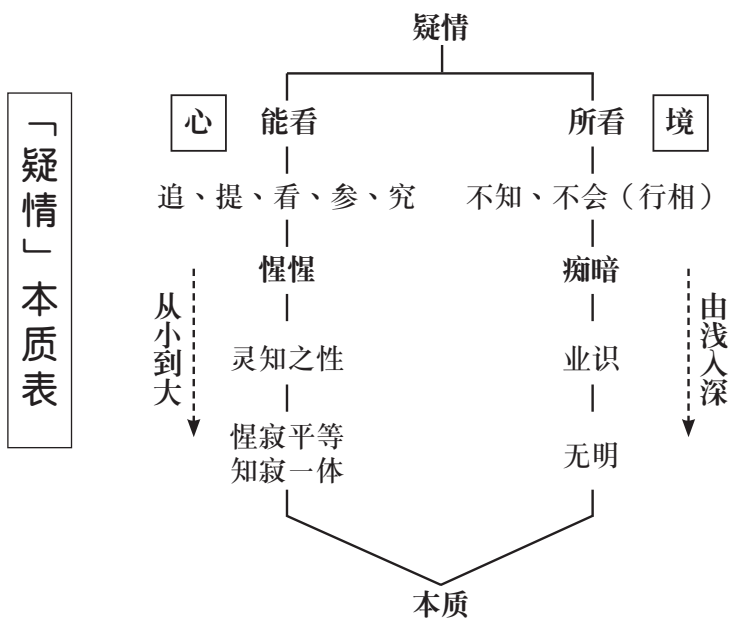 「疑情」本质表
疑情
心
能看
所看
境
追、提、看、参、究
不知、不会（行相）
惺惺
痴暗
从小到大
由浅入深
灵知之性
业识
惺寂平等
知寂一体
无明
本质